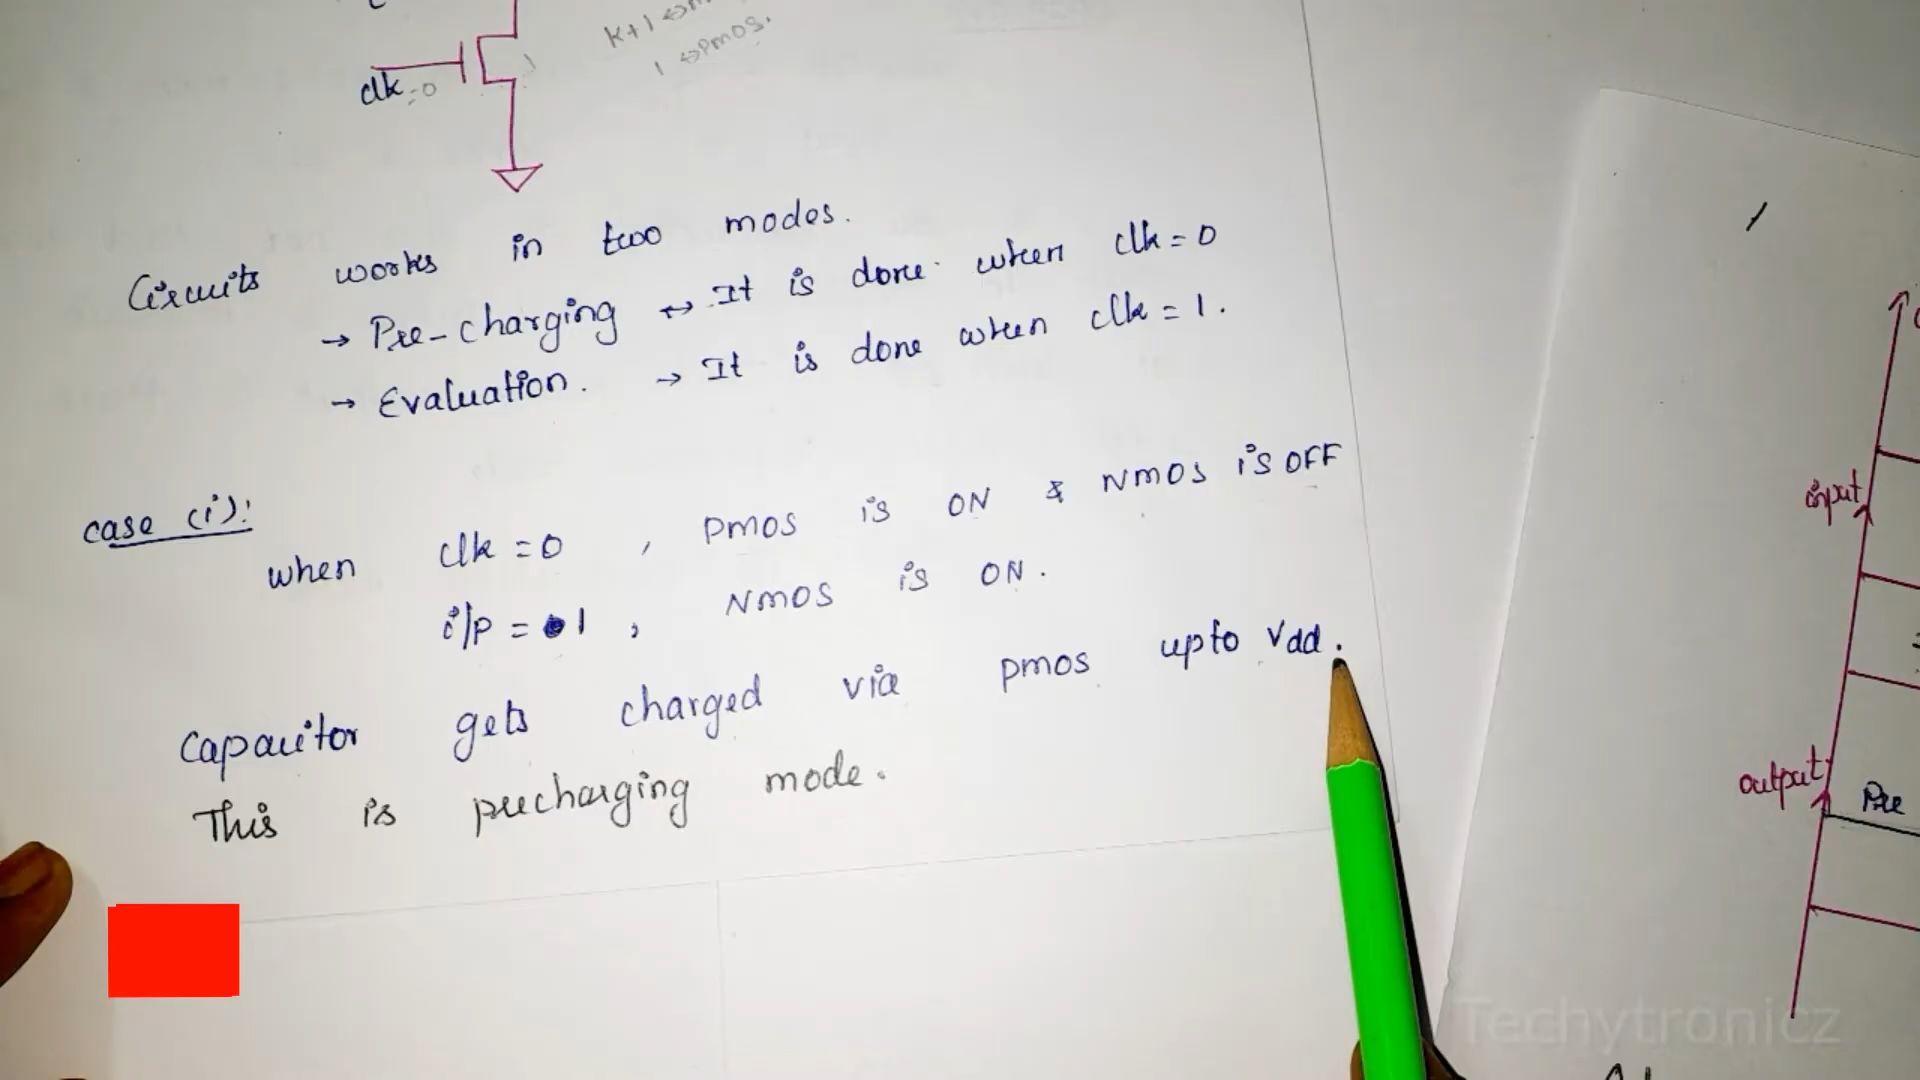 k+1 ↔
1 ↔ Pmos.
clk=0
Circuits works in two modes.
→ Pre-charging ↔ It is done when clk=0
→ Evaluation. → It is done when clk=1.
case (i):
when clk=0, PMOS is ON & NMOS is OFF
i/p = 1, NMOS is ON.
Capacitor gets charged via pmos upto Vdd.
This is precharging mode.
input
output
Pre
Techytronicz